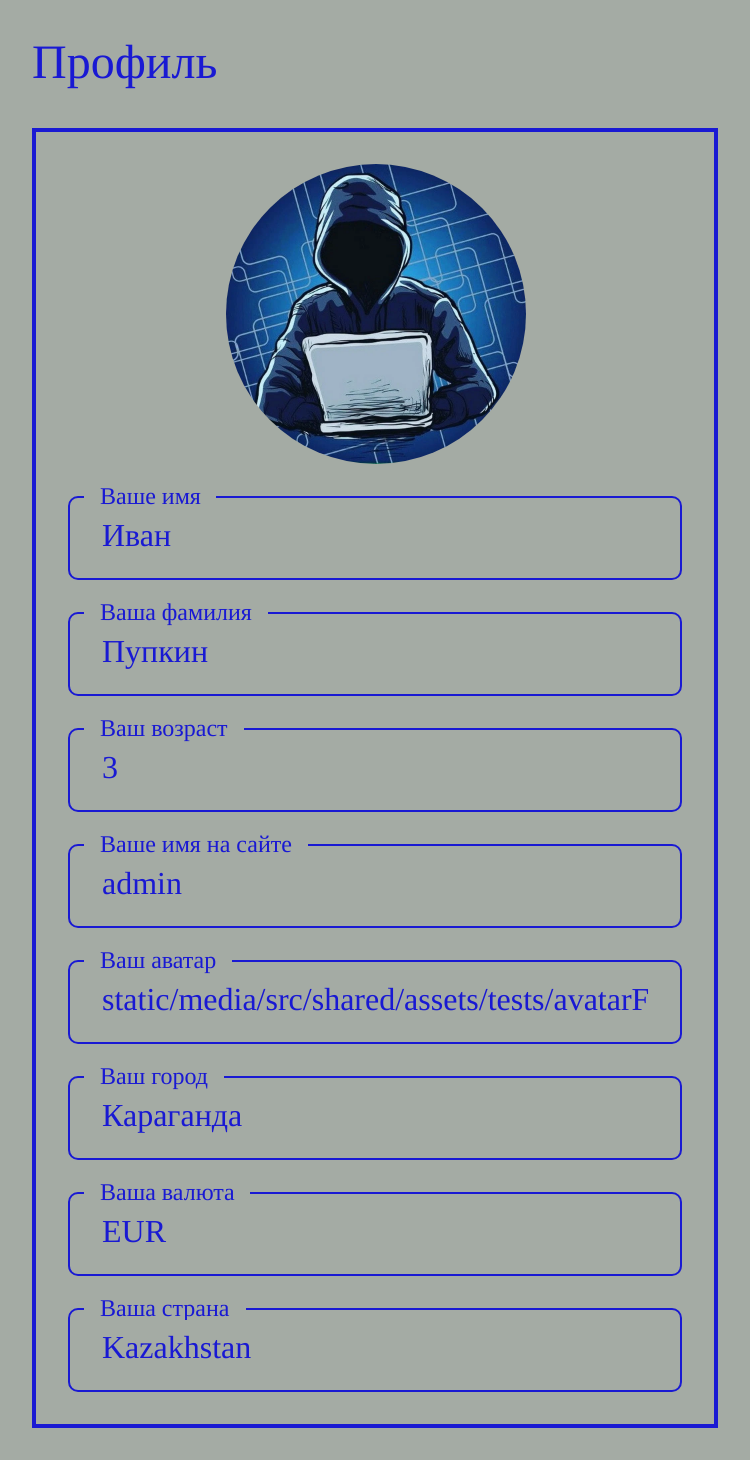 Профиль
Ваше имя
Иван
Ваша фамилия
Пупкин
Ваш возраст
3
Ваше имя на сайте
admin
Ваш аватар
static/media/src/shared/assets/tests/avatarF
Ваш город
Караганда
Ваша валюта
EUR
Ваша страна
Kazakhstan